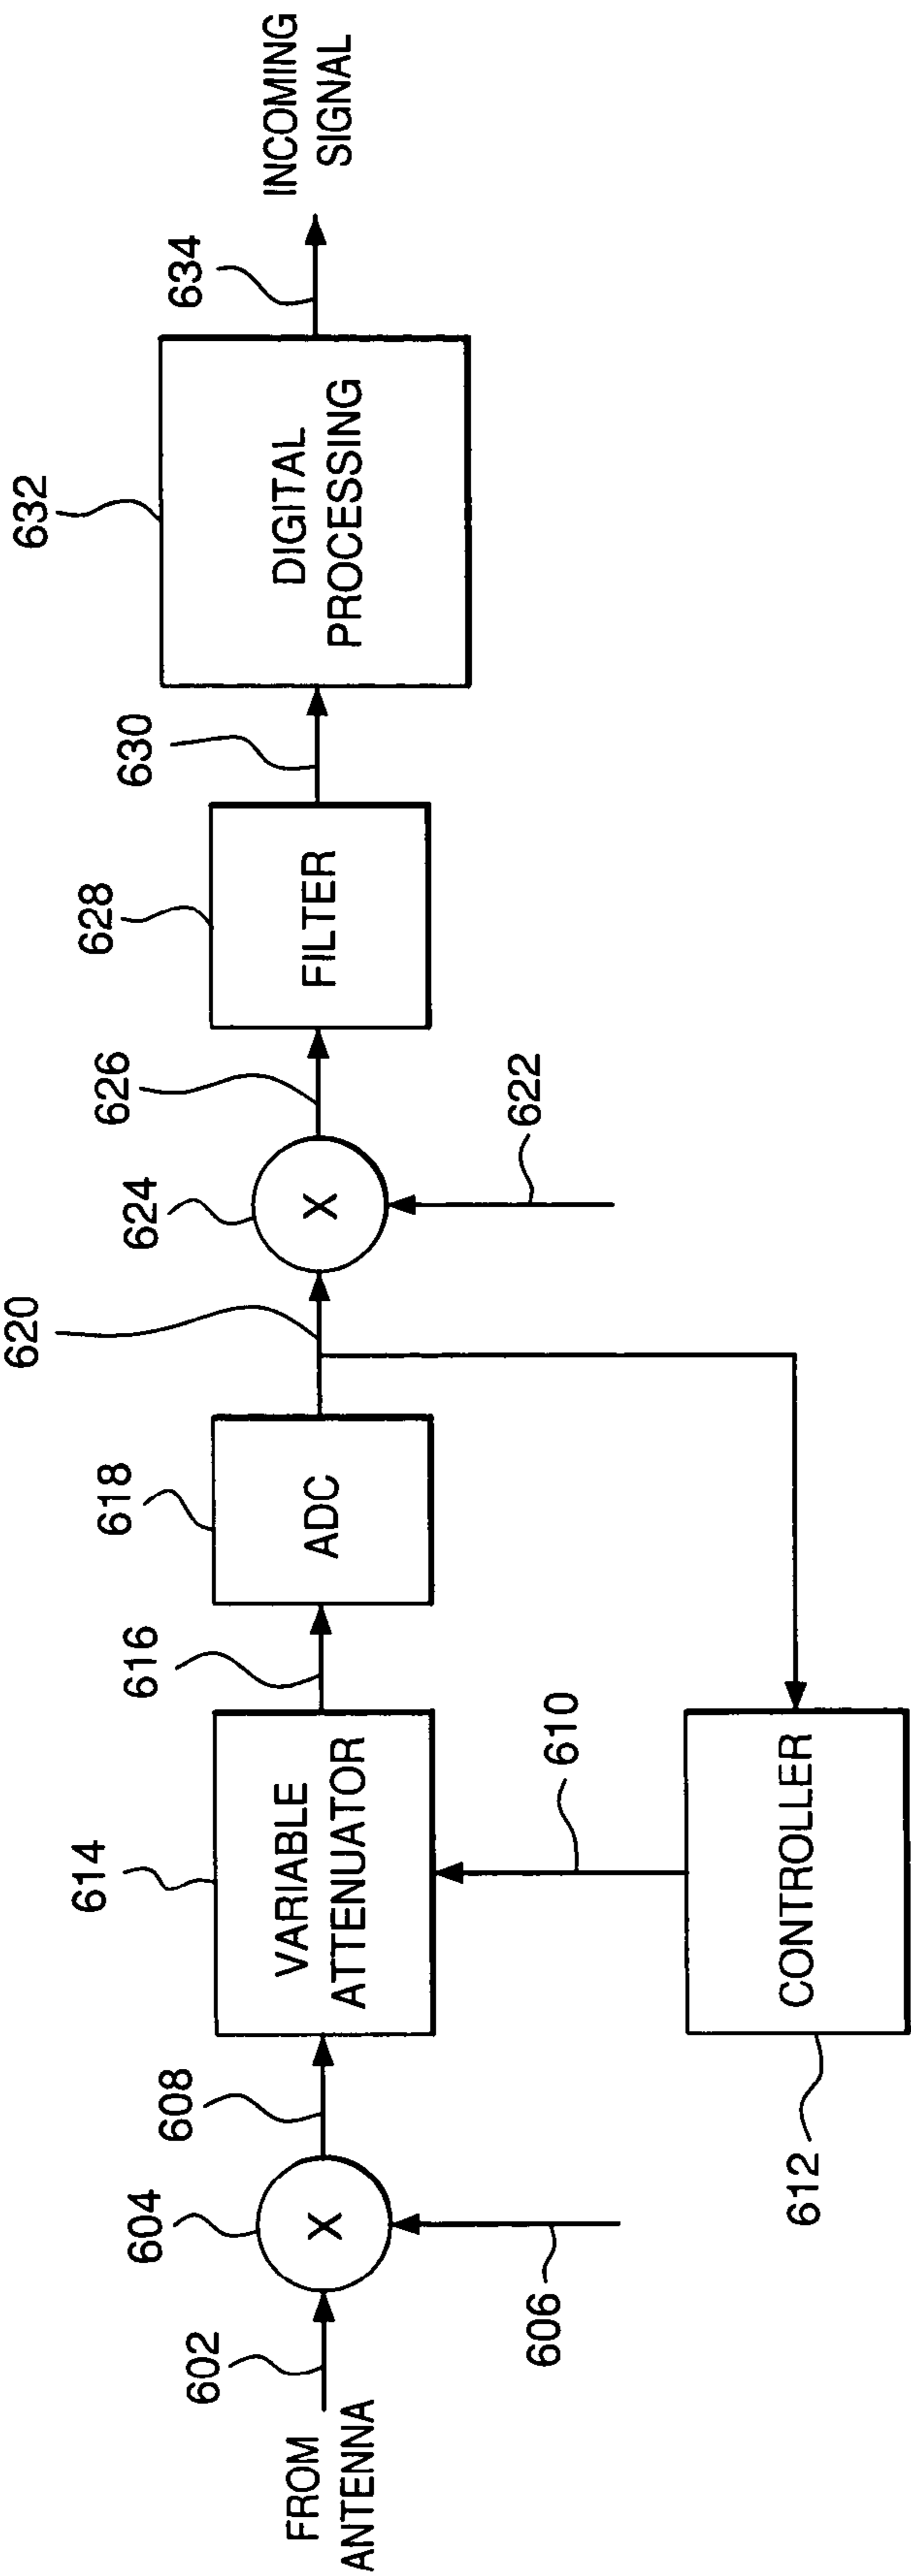 FROM
ANTENNA
602
604
X
606
608
614
VARIABLE
ATTENUATOR
610
CONTROLLER
612
616
618
ADC
620
624
X
622
626
628
FILTER
630
632
DIGITAL
PROCESSING
634
INCOMING
SIGNAL